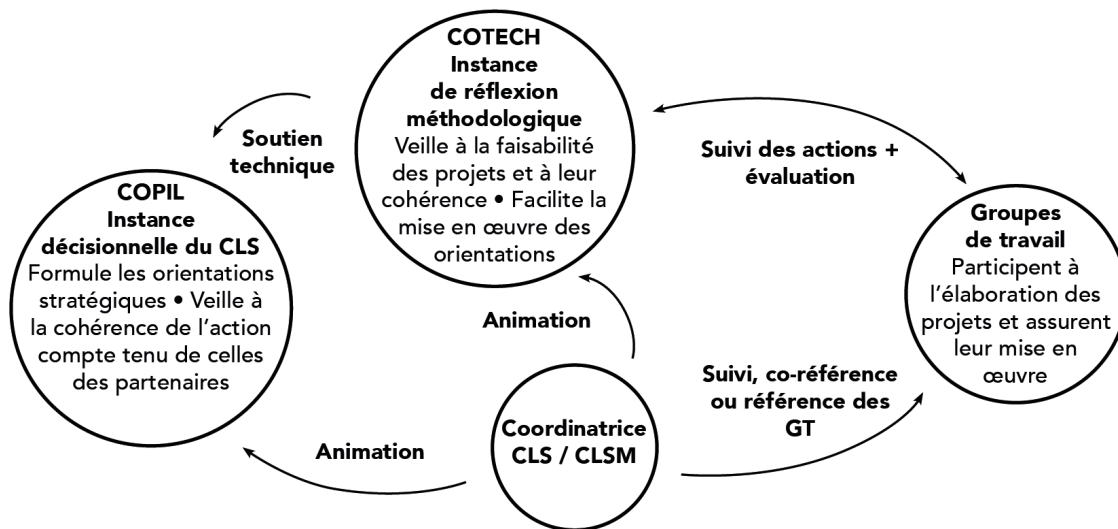 COTECH
Instance
de réflexion
méthodologique
Veille à la faisabilité
des projets et à leur
cohérence • Facilite la
mise en œuvre des
orientations
Soutien
technique
Suivi des actions +
évaluation
COPIL
Instance
décisionnelle du CLS
Formule les orientations
stratégiques • Veille à
la cohérence de l’action
compte tenu de celles
des partenaires
Groupes
de travail
Participent à
l’élaboration des
projets et assurent
leur mise en
œuvre
Animation
Suivi, co-référence
ou référence des
GT
Coordinatrice
CLS / CLSM
Animation